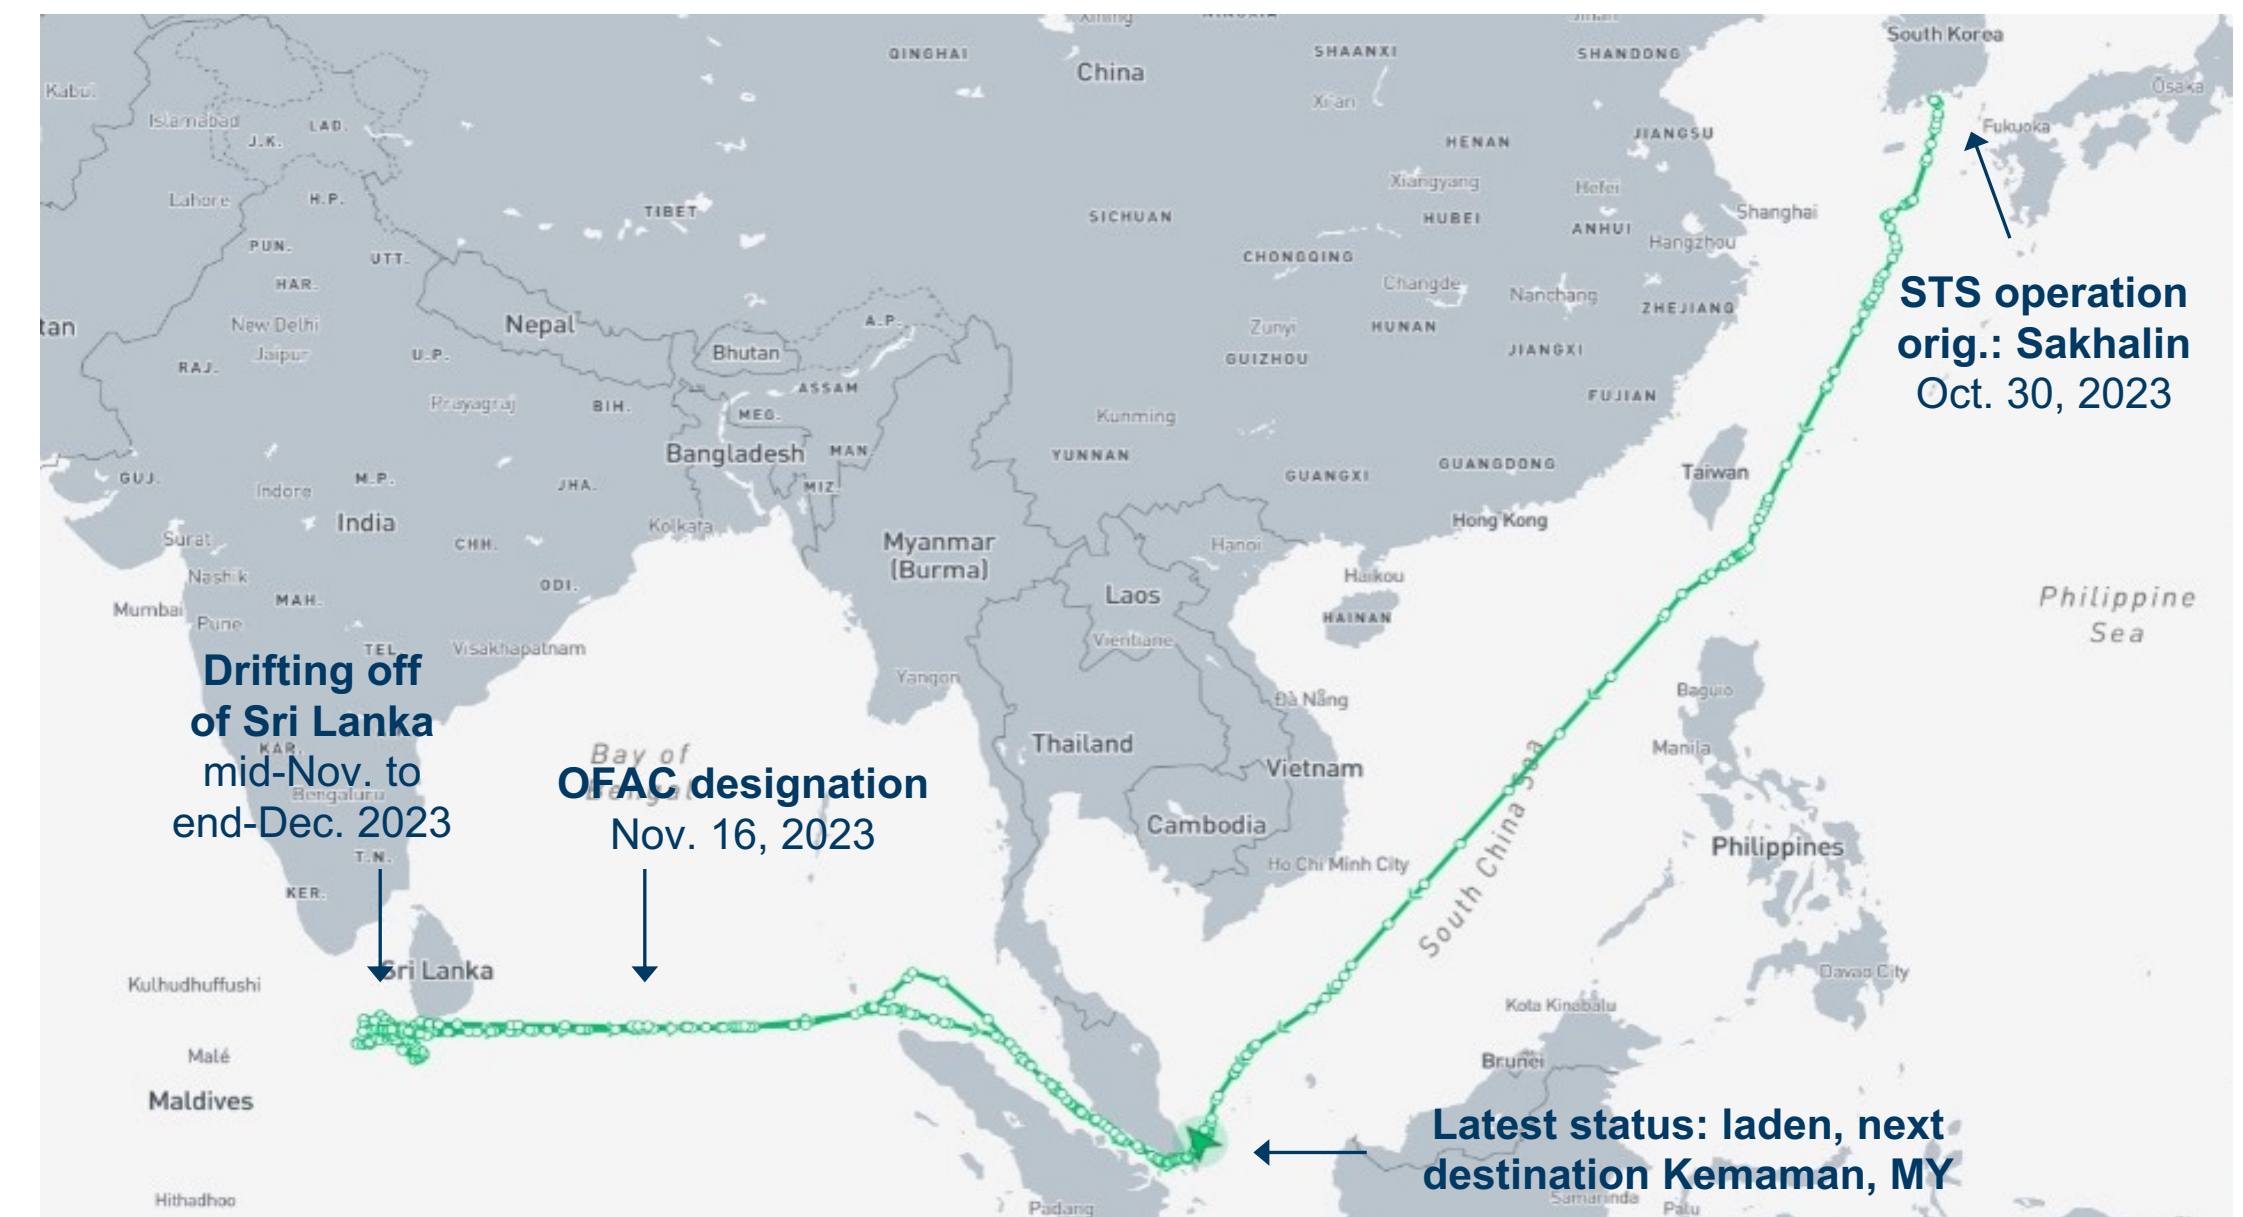 Xining
NINGXIA
Jinan
South Korea
QINGHAI
SHAANXI
SHANDONG
China
Kabul
Xi'an
Osaka
Islamabad
LAD.
J.K.
Fukuoka
JIANGSU
HENAN
Lahore
H.P.
Xiangyang
Hefei
TIBET
SICHUAN
HUBEI
Shanghai
ANHUI
PUN.
UTT.
Hangzhou
CHONGQING
HAR.
Changde
Nanchang
STS operation
orig.: Sakhalin
Oct. 30, 2023
ZHEJIANG
tan
New Delhi
Nepal
A.P.
Zunyi
HUNAN
Jaipur
U.P.
Bhutan
GUIZHOU
JIANGXI
RAJ.
ASSAM
FUJIAN
Prayagraj
BIH.
MEG.
Kunming
Bangladesh
MAN.
YUNNAN
GUANGXI
GUANGDONG
Taiwan
GUJ.
Indore
M.P.
JHA.
MIZ.
India
Kolkata
Hong Kong
Surat
CHH.
Myanmar
(Burma)
Hanoi
Nashik
ODI.
Haikou
Mumbai
MAH.
Laos
HAINAN
Philippine
Sea
Pune
TEL.
Visakhapatnam
Vientiane
Drifting off
of Sri Lanka
mid-Nov. to
end-Dec. 2023
Yangon
Đà Nẵng
Baguio
KAR.
Bengaluru
Bay of
Bengal
OFAC designation
Nov. 16, 2023
Thailand
Vietnam
Manila
Cambodia
South China Sea
Philippines
T.N.
KER.
Ho Chi Minh City
Sri Lanka
Davao City
Kulhudhuffushi
Kota Kinabalu
Malé
Brunei
Maldives
Latest status: laden, next
destination Kemaman, MY
Hithadhoo
Padang
Samarinda
Palu